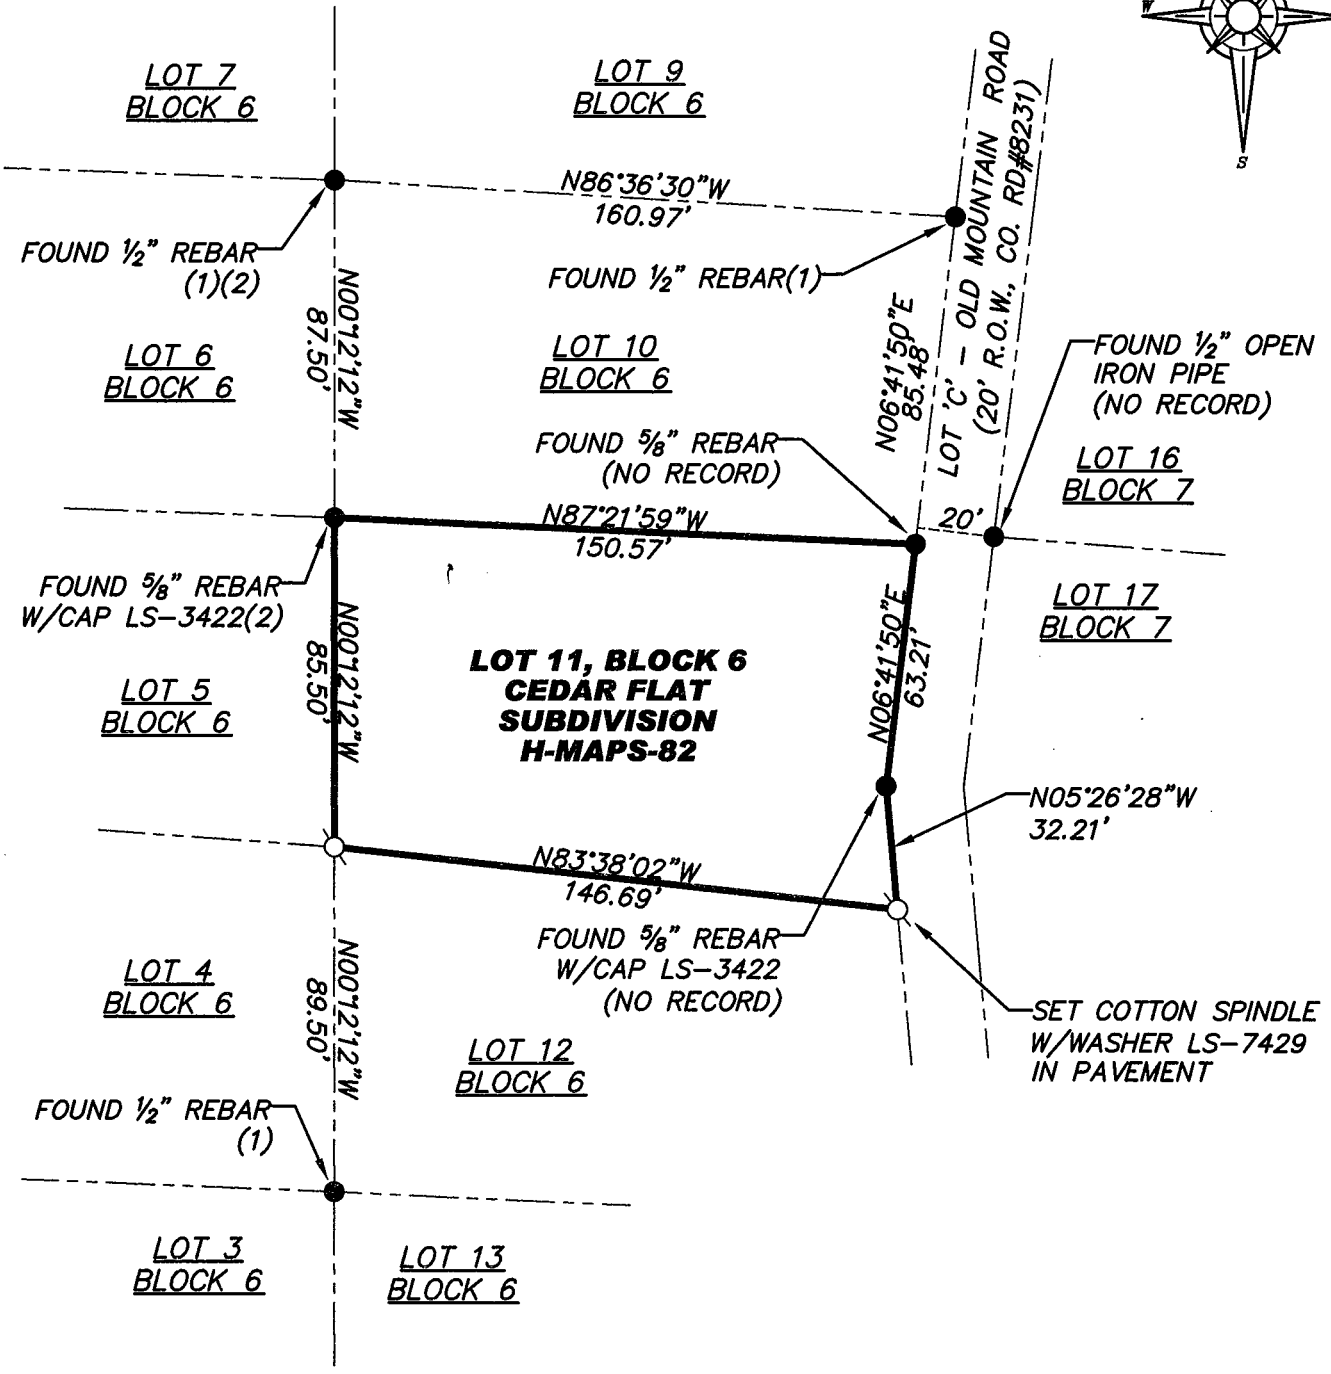 W
S
LOT 7
BLOCK 6
LOT 9
BLOCK 6
LOT 'C' - OLD MOUNTAIN ROAD
(20' R.O.W., CO. RD#8231)
N86°36'30"W
160.97'
FOUND ½" REBAR
(1)(2)
FOUND ½" REBAR(1)
N00°12'12"W
87.50'
N06°41'50"E
85.48'
LOT 6
BLOCK 6
LOT 10
BLOCK 6
FOUND ½" OPEN
IRON PIPE
(NO RECORD)
FOUND ⅝" REBAR
(NO RECORD)
LOT 16
BLOCK 7
N87°21'59"W
150.57'
20'
FOUND ⅝" REBAR
W/CAP LS-3422(2)
LOT 17
BLOCK 7
N00°12'12"W
85.50'
LOT 11, BLOCK 6
CEDAR FLAT
SUBDIVISION
H-MAPS-82
N06°41'50"E
63.21'
LOT 5
BLOCK 6
N05°26'28"W
32.21'
N83°38'02"W
146.69'
FOUND ⅝" REBAR
W/CAP LS-3422
(NO RECORD)
LOT 4
BLOCK 6
N00°12'12"W
89.50'
SET COTTON SPINDLE
W/WASHER LS-7429
IN PAVEMENT
LOT 12
BLOCK 6
FOUND ½" REBAR
(1)
LOT 3
BLOCK 6
LOT 13
BLOCK 6